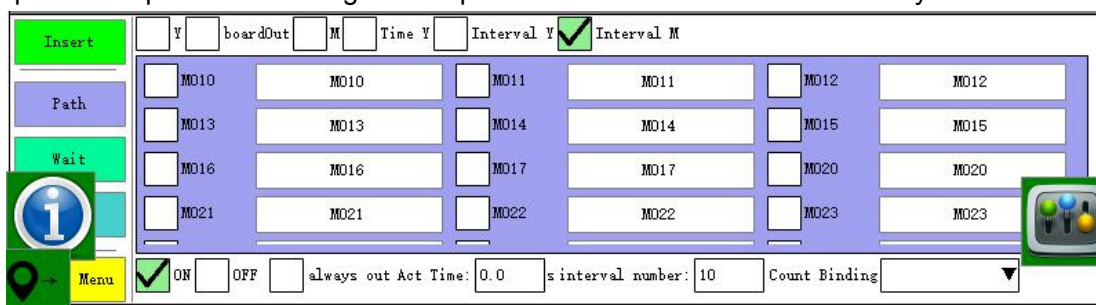 Insert
Y boardOut M Time Y Interval Y Interval M
M010 M010 M011 M011 M012 M012
Path
M013 M013 M014 M014 M015 M015
Wait
M016 M016 M017 M017 M020 M020
M021 M021 M022 M022 M023 M023
Menu
ON OFF always out Act Time: 0.0 s interval number: 10 Count Binding